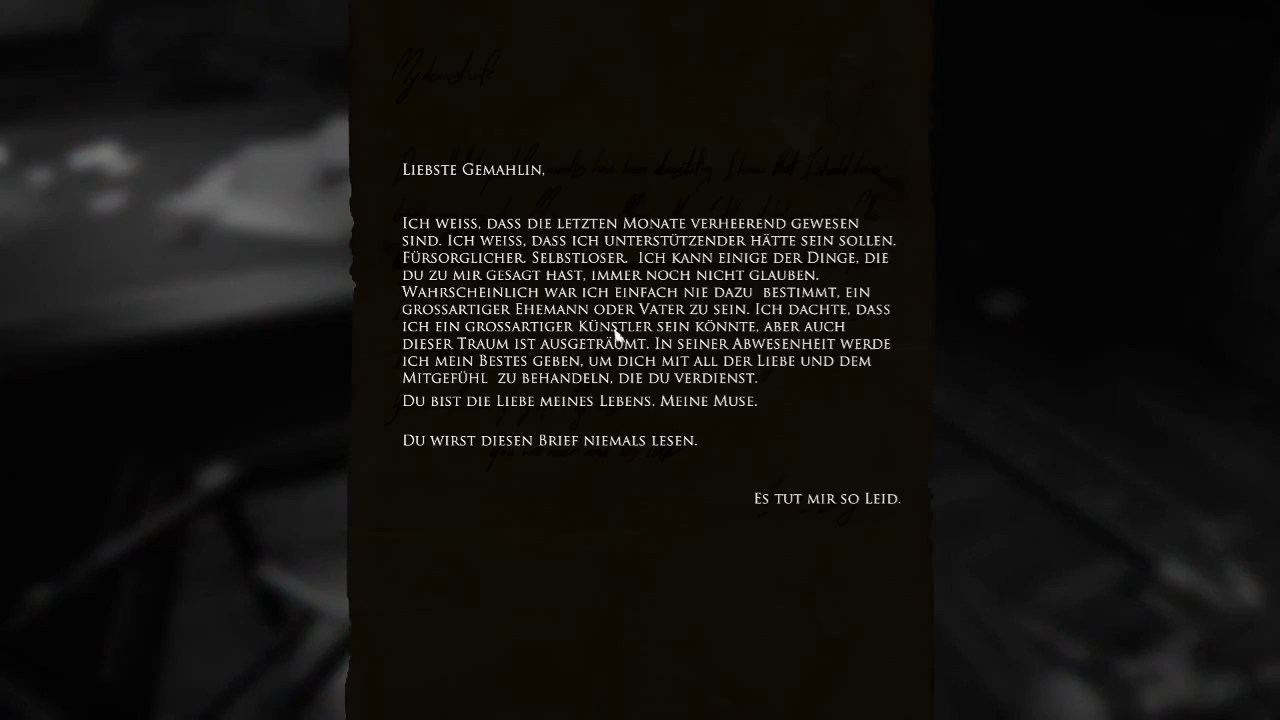 Liebste Gemahlin,
Ich weiss, dass die letzten Monate verheerend gewesen
sind. Ich weiss, dass ich unterstützender hätte sein sollen.
Fürsorglicher. Selbstloser. Ich kann einige der Dinge, die
du zu mir gesagt hast, immer noch nicht glauben.
Wahrscheinlich war ich einfach nie dazu bestimmt, ein
grossartiger Ehemann oder Vater zu sein. Ich dachte, dass
ich ein grossartiger Künstler sein könnte, aber auch
dieser Traum ist ausgeträumt. In seiner Abwesenheit werde
ich mein Bestes geben, um dich mit all der Liebe und dem
Mitgefühl zu behandeln, die du verdienst.
Du bist die Liebe meines Lebens. Meine Muse.
Du wirst diesen Brief niemals lesen.
Es tut mir so Leid.